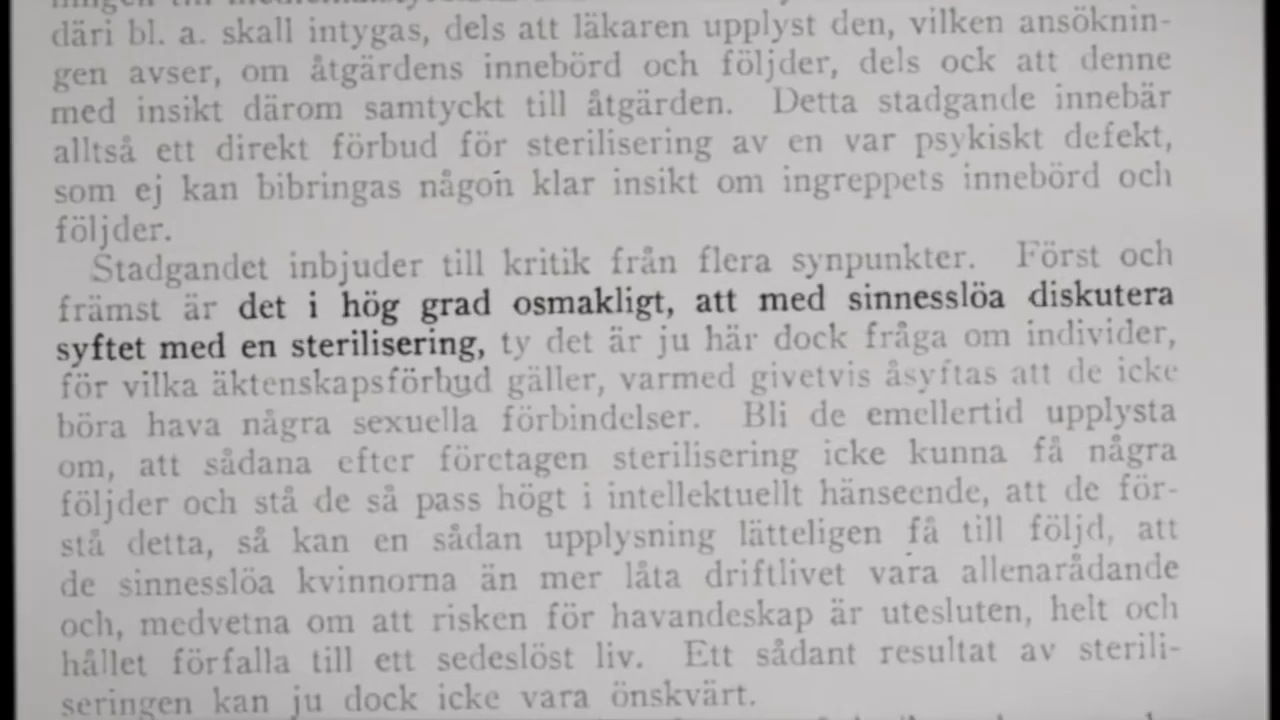 däri bl. a. skall intygas, dels att läkaren upplyst den, vilken ansöknin-
gen avser, om åtgärdens innebörd och följder, dels ock att denne
med insikt därom samtyckt till åtgärden. Detta stadgande innebär
alltså ett direkt förbud för sterilisering av en var psykiskt defekt,
som ej kan bibringas någon klar insikt om ingreppets innebörd och
följder.
Stadgandet inbjuder till kritik från flera synpunkter. Först och
främst är det i hög grad osmakligt, att med sinnesslöa diskutera
syftet med en sterilisering, ty det är ju här dock fråga om individer,
för vilka äktenskapsförbud gäller, varmed givetvis åsyftas att de icke
böra hava några sexuella förbindelser. Bli de emellertid upplysta
om, att sådana efter företagen sterilisering icke kunna få några
följder och stå de så pass högt i intellektuellt hänseende, att de för-
stå detta, så kan en sådan upplysning lätteligen få till följd, att
de sinnesslöa kvinnorna än mer låta driftlivet vara allenarådande
och, medvetna om att risken för havandeskap är utesluten, helt och
hållet förfalla till ett sedeslöst liv. Ett sådant resultat av sterili-
seringen kan ju dock icke vara önskvärt.